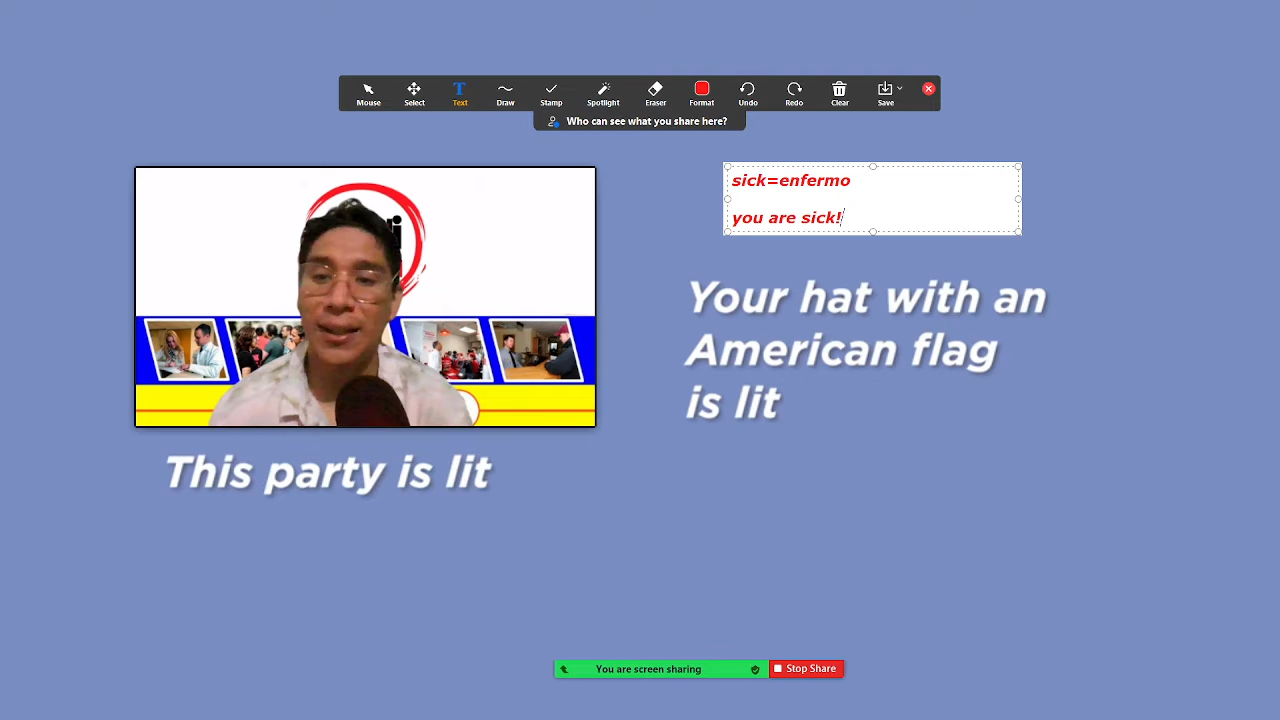 Mouse
Select
Text
Draw
Stamp
Spotlight
Eraser
Format
Undo
Redo
Clear
Save
Who can see what you share here?
sick=enfermo
you are sick!
Your hat with an
American flag
is lit
This party is lit
You are screen sharing
Stop Share